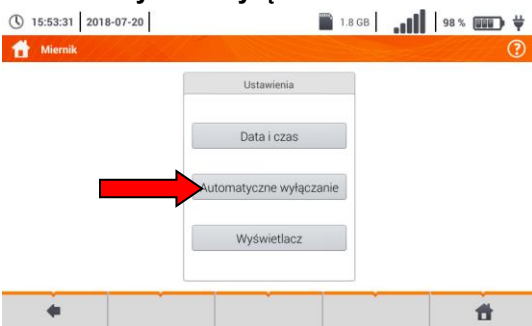 15:53:31 2018-07-20 1.8 GB 98 %
Miernik
Ustawienia
Data i czas
Automatyczne wyłączanie
Wyświetlacz